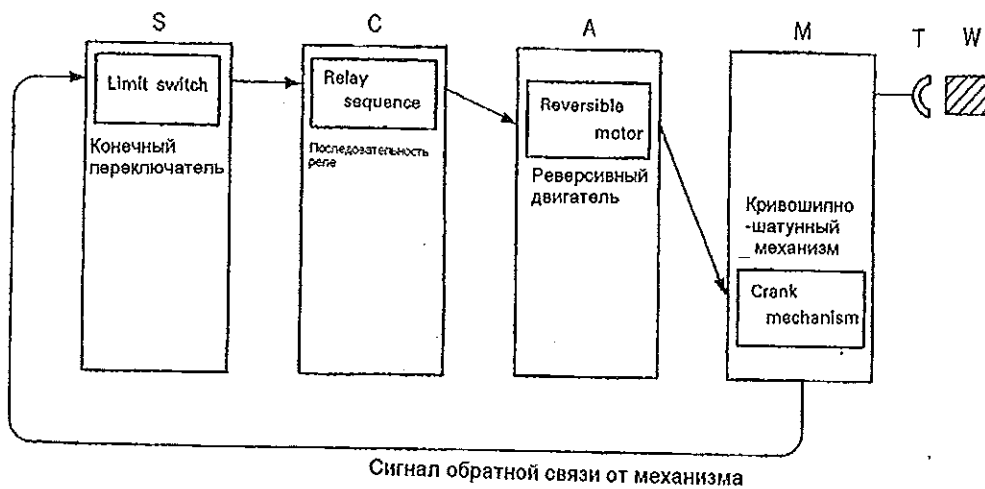 S
C
A
M
T
W
Limit switch
Конечный
переключатель
Relay
sequence
Последовательность
реле
Reversible
motor
Реверсивный
двигатель
Кривошипно
-шатунный
_ механизм
Crank
mechanism
Сигнал обратной связи от механизма